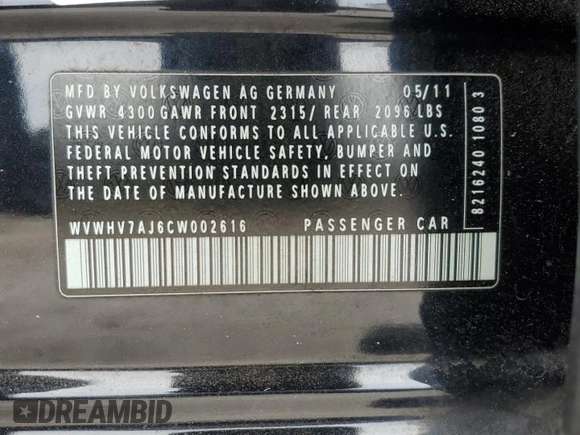 MFD BY VOLKSWAGEN AG GERMANY 05/11
GVWR 4300 GAWR FRONT 2315/ REAR 2096 LBS
THIS VEHICLE CONFORMS TO ALL APPLICABLE U.S.
FEDERAL MOTOR VEHICLE SAFETY, BUMPER AND
THEFT PREVENTION STANDARDS IN EFFECT ON
THE DATE OF MANUFACTURE SHOWN ABOVE.
WVWHV7AJ6CW002616 PASSENGER CAR
8216240 1080 3
DREAMBID